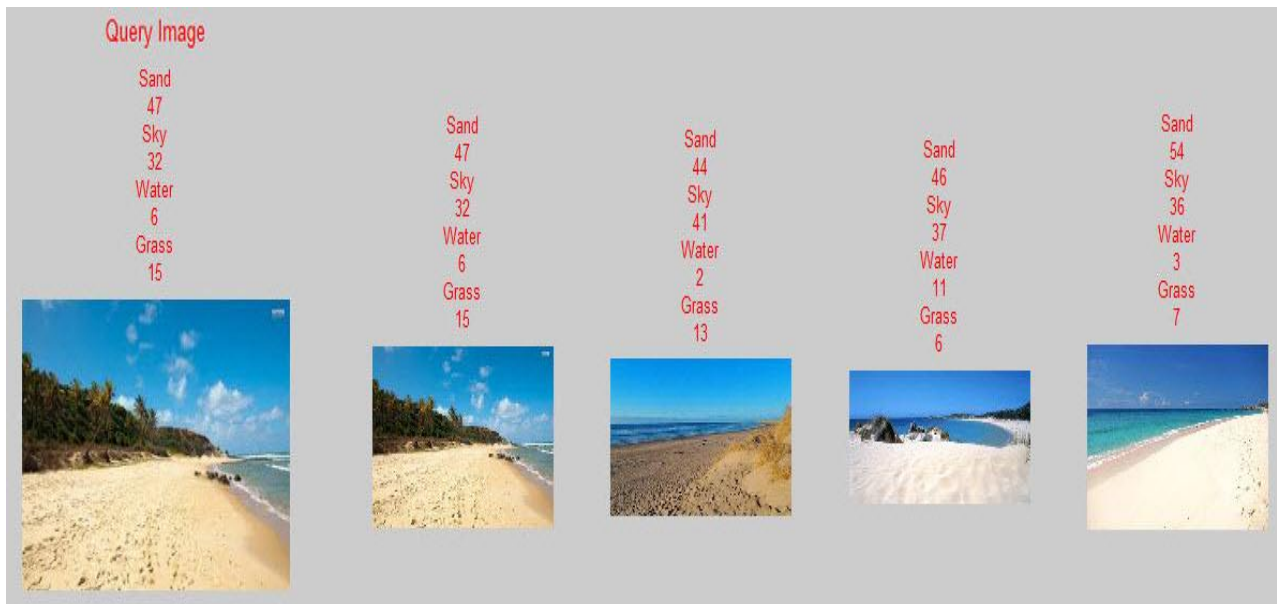 Query Image
Sand
47
Sky
32
Water
6
Grass
15
Sand
47
Sky
32
Water
6
Grass
15
Sand
44
Sky
41
Water
2
Grass
13
Sand
46
Sky
37
Water
11
Grass
6
Sand
54
Sky
36
Water
3
Grass
7